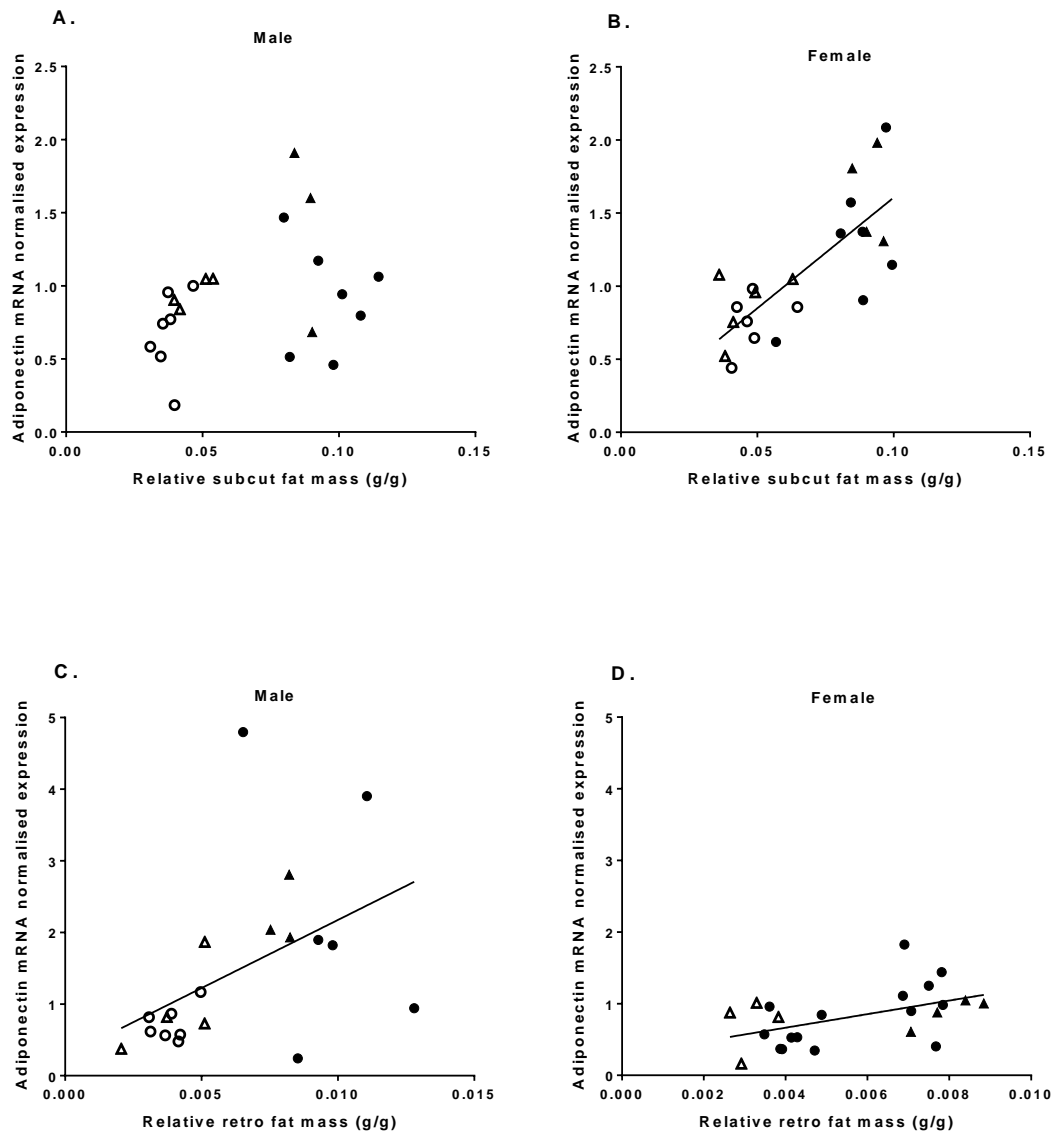 A.
Male
Adiponectin mRNA normalised expression
2.5
2.0
1.5
1.0
0.5
0.0
0.00 0.05 0.10 0.15
Relative subcut fat mass (g/g)
B.
Female
Adiponectin mRNA normalised expression
2.5
2.0
1.5
1.0
0.5
0.0
0.00 0.05 0.10 0.15
Relative subcut fat mass (g/g)
C.
Male
Adiponectin mRNA normalised expression
5
4
3
2
1
0
0.000 0.005 0.010 0.015
Relative retro fat mass (g/g)
D.
Female
Adiponectin mRNA normalised expression
5
4
3
2
1
0
0.000 0.002 0.004 0.006 0.008 0.010
Relative retro fat mass (g/g)